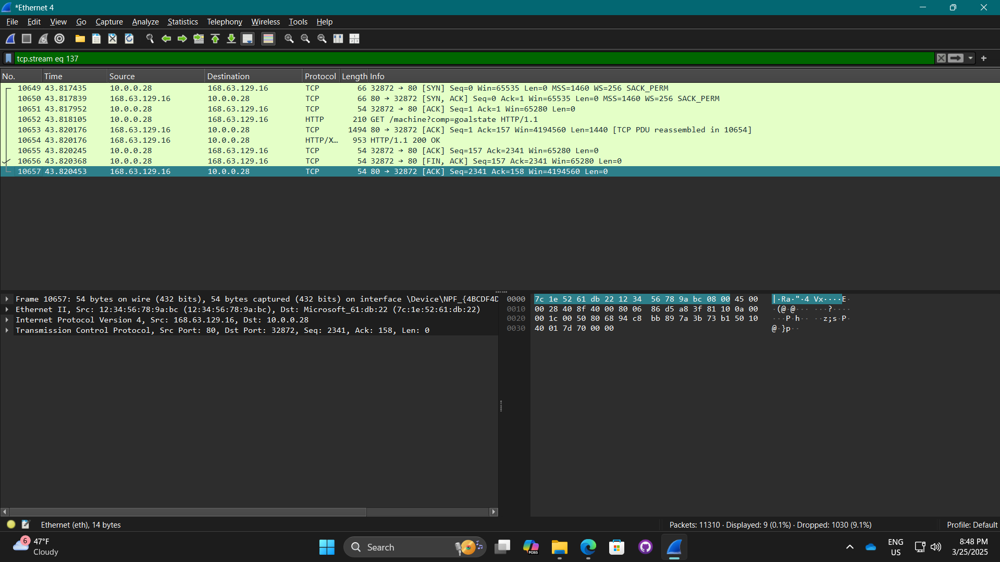 *Ethernet 4
File Edit View Go Capture Analyze Statistics Telephony Wireless Tools Help
tcp.stream eq 137
No. Time Source Destination Protocol Length Info
10649 43.817435 10.0.0.28 168.63.129.16 TCP 66 32872 → 80 [SYN] Seq=0 Win=65535 Len=0 MSS=1460 WS=256 SACK_PERM
10650 43.817839 168.63.129.16 10.0.0.28 TCP 66 80 → 32872 [SYN, ACK] Seq=0 Ack=1 Win=65535 Len=0 MSS=1460 WS=256 SACK_PERM
10651 43.817952 10.0.0.28 168.63.129.16 TCP 54 32872 → 80 [ACK] Seq=1 Ack=1 Win=65280 Len=0
10652 43.818105 10.0.0.28 168.63.129.16 HTTP 210 GET /machine?comp=goalstate HTTP/1.1
10653 43.820176 168.63.129.16 10.0.0.28 TCP 1494 80 → 32872 [ACK] Seq=1 Ack=157 Win=4194560 Len=1440 [TCP PDU reassembled in 10654]
10654 43.820176 168.63.129.16 10.0.0.28 HTTP/X… 953 HTTP/1.1 200 OK
10655 43.820245 10.0.0.28 168.63.129.16 TCP 54 32872 → 80 [ACK] Seq=157 Ack=2341 Win=65280 Len=0
10656 43.820368 10.0.0.28 168.63.129.16 TCP 54 32872 → 80 [FIN, ACK] Seq=157 Ack=2341 Win=65280 Len=0
10657 43.820453 168.63.129.16 10.0.0.28 TCP 54 80 → 32872 [ACK] Seq=2341 Ack=158 Win=4194560 Len=0
Frame 10657: 54 bytes on wire (432 bits), 54 bytes captured (432 bits) on interface \Device\NPF_{4BCDF4D
Ethernet II, Src: 12:34:56:78:9a:bc (12:34:56:78:9a:bc), Dst: Microsoft_61:db:22 (7c:1e:52:61:db:22)
Internet Protocol Version 4, Src: 168.63.129.16, Dst: 10.0.0.28
Transmission Control Protocol, Src Port: 80, Dst Port: 32872, Seq: 2341, Ack: 158, Len: 0
0000 7c 1e 52 61 db 22 12 34 56 78 9a bc 08 00 45 00 |·Ra·"·4 Vx····E·
0010 00 28 40 8f 40 00 80 06 86 d5 a8 3f 81 10 0a 00 ·(@·@··· ···?····
0020 00 1c 00 50 80 68 94 c8 bb 89 7a 3b 73 b1 50 10 ···P·h·· ··z;s·P·
0030 40 01 7d 70 00 00 @·}p··
Ethernet (eth), 14 bytes
Packets: 11310 · Displayed: 9 (0.1%) · Dropped: 1030 (9.1%)
Profile: Default
6
47°F
Cloudy
Search
M365
ENG
US
8:48 PM
3/25/2025